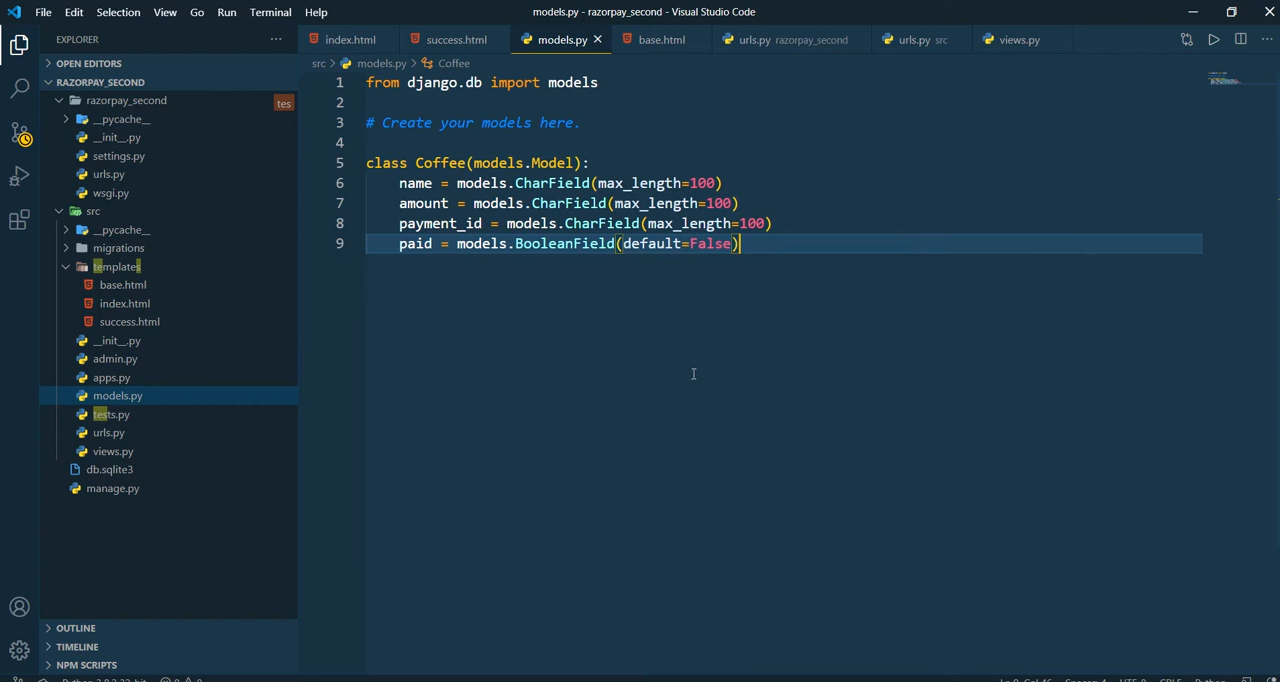 File Edit Selection View Go Run Terminal Help
models.py - razorpay_second - Visual Studio Code
EXPLORER
index.html success.html models.py base.html urls.py razorpay_second urls.py src views.py
OPEN EDITORS
src models.py Coffee
RAZORPAY_SECOND
razorpay_second
tes
__pycache__
__init__.py
settings.py
urls.py
wsgi.py
src
__pycache__
migrations
templates
base.html
index.html
success.html
__init__.py
admin.py
apps.py
models.py
tests.py
urls.py
views.py
db.sqlite3
manage.py
OUTLINE
TIMELINE
NPM SCRIPTS
1 from django.db import models
2
3 # Create your models here.
4
5 class Coffee(models.Model):
6 name = models.CharField(max_length=100)
7 amount = models.CharField(max_length=100)
8 payment_id = models.CharField(max_length=100)
9 paid = models.BooleanField(default=False)